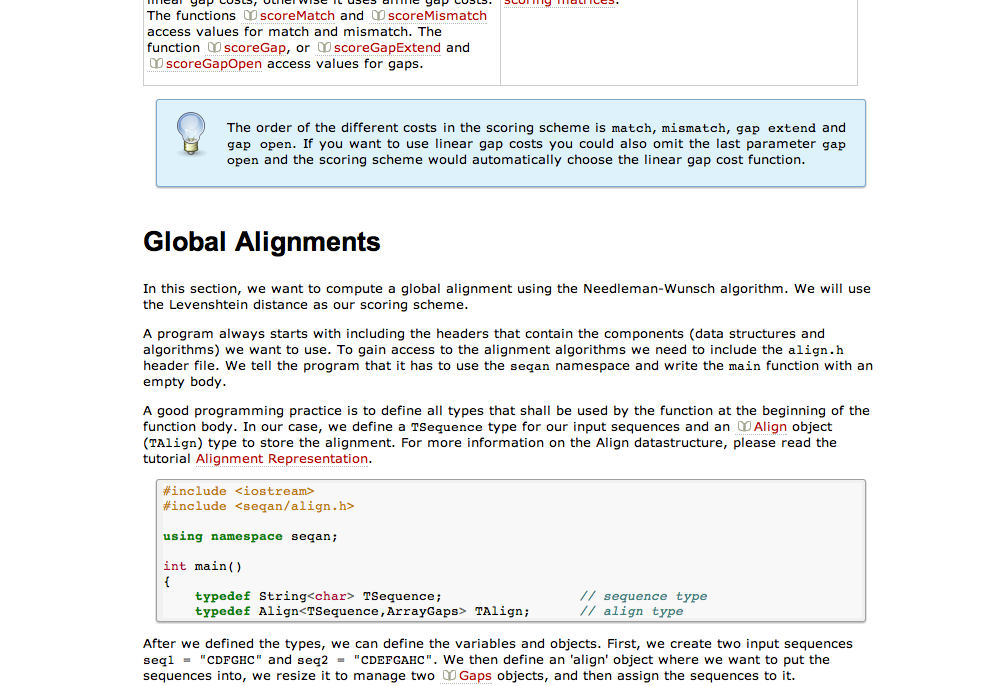 linear gap costs, otherwise it uses affine gap costs.
The functions scoreMatch and scoreMismatch
access values for match and mismatch. The
function scoreGap, or scoreGapExtend and
scoreGapOpen access values for gaps.
scoring matrices.
The order of the different costs in the scoring scheme is match, mismatch, gap extend and
gap open. If you want to use linear gap costs you could also omit the last parameter gap
open and the scoring scheme would automatically choose the linear gap cost function.
Global Alignments
In this section, we want to compute a global alignment using the Needleman-Wunsch algorithm. We will use
the Levenshtein distance as our scoring scheme.
A program always starts with including the headers that contain the components (data structures and
algorithms) we want to use. To gain access to the alignment algorithms we need to include the align.h
header file. We tell the program that it has to use the seqan namespace and write the main function with an
empty body.
A good programming practice is to define all types that shall be used by the function at the beginning of the
function body. In our case, we define a TSequence type for our input sequences and an Align object
(TAlign) type to store the alignment. For more information on the Align datastructure, please read the
tutorial Alignment Representation.
#include <iostream>
#include <seqan/align.h>
using namespace seqan;
int main()
{
typedef String<char> TSequence; // sequence type
typedef Align<TSequence,ArrayGaps> TAlign; // align type
After we defined the types, we can define the variables and objects. First, we create two input sequences
seq1 = "CDFGHC" and seq2 = "CDEFGAHC". We then define an 'align' object where we want to put the
sequences into, we resize it to manage two Gaps objects, and then assign the sequences to it.